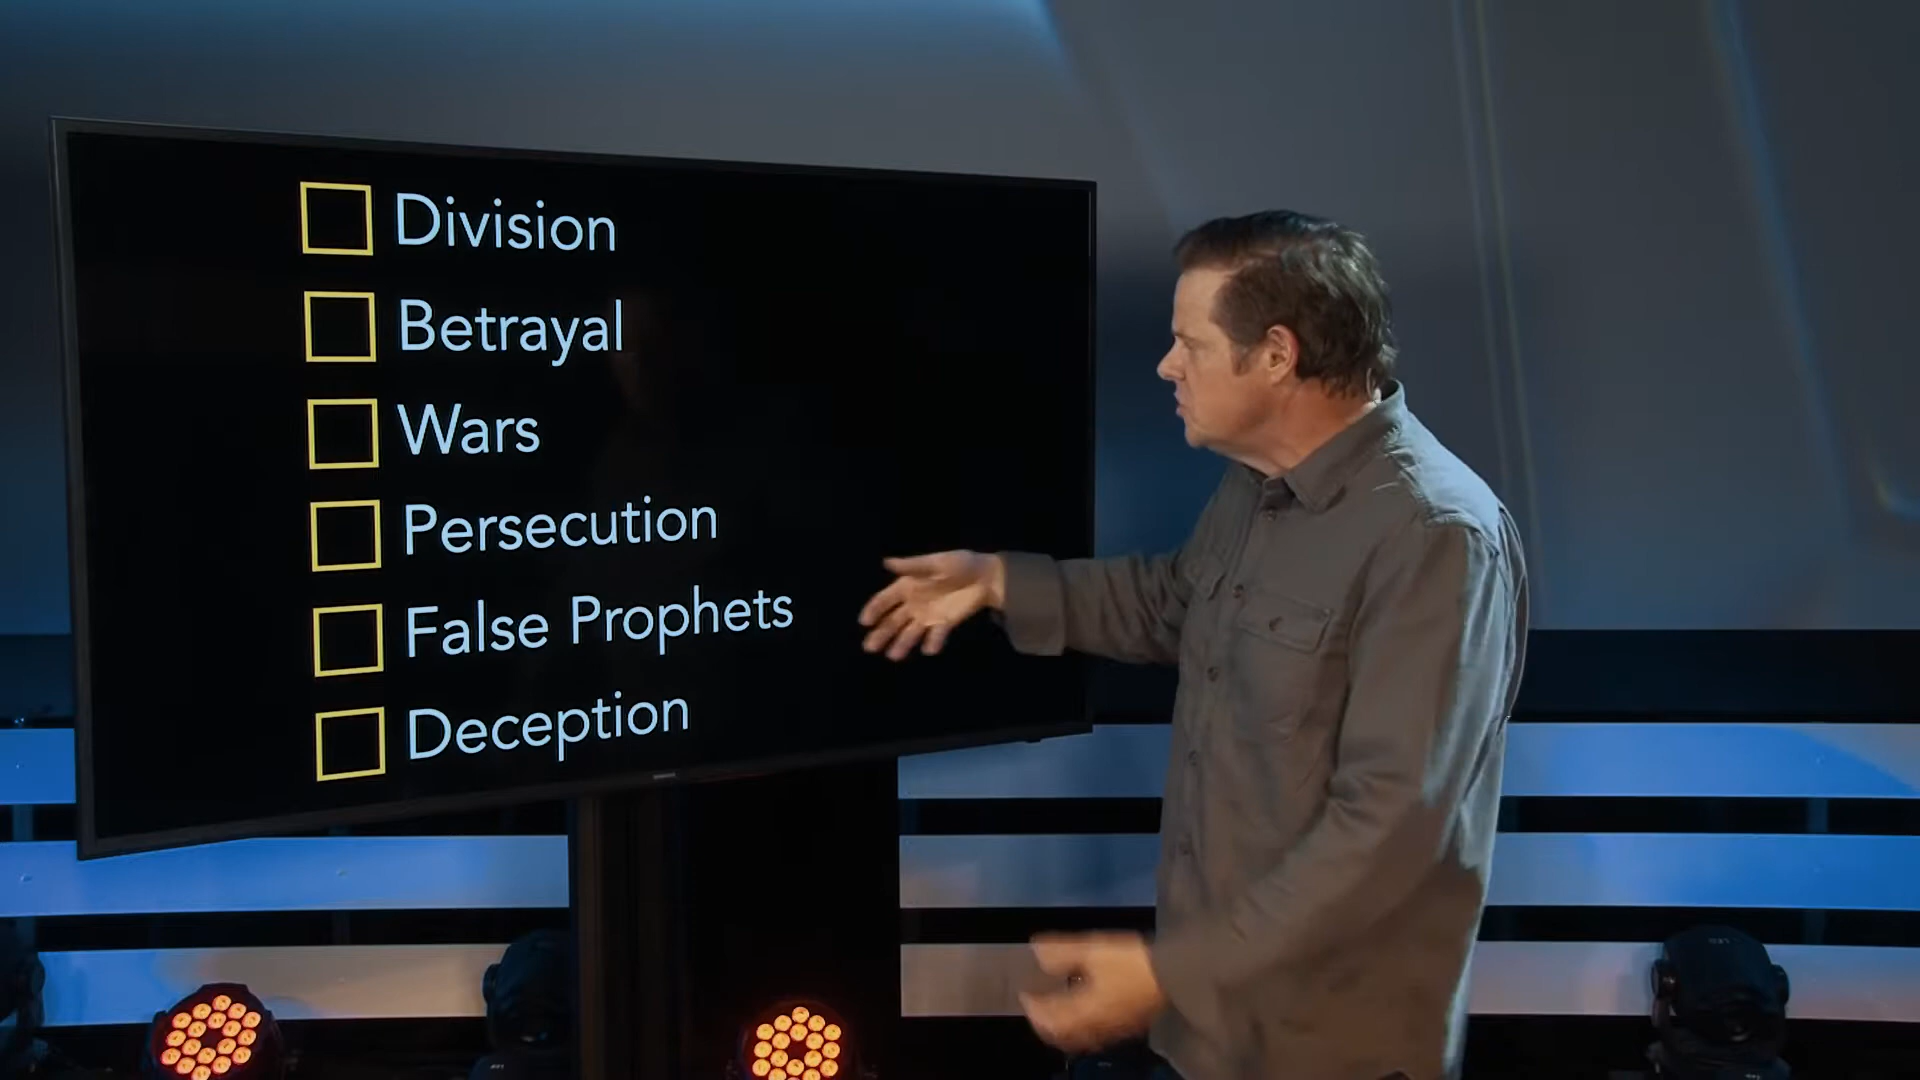 Division
Betrayal
Wars
Persecution
False Prophets
Deception